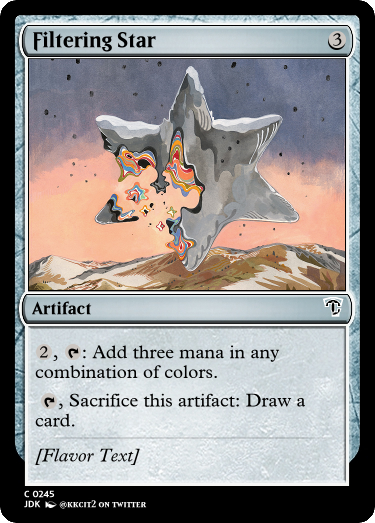 Filtering Star 3
Artifact
2, : Add three mana in any
combination of colors.
, Sacrifice this artifact: Draw a
card.
[Flavor Text]
C 0245
JDK @KKCIT2 ON TWITTER